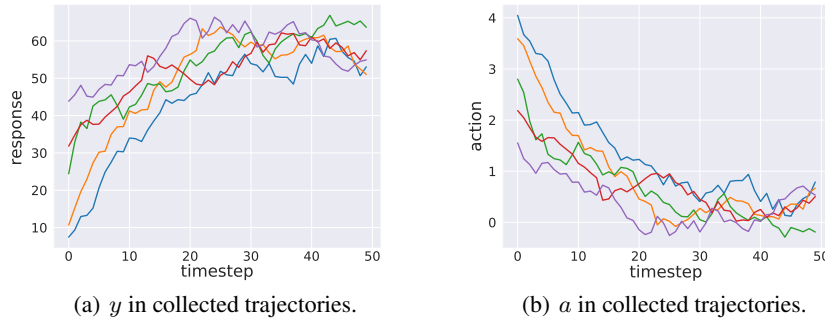 60
50
40
30
20
10
response
0 10 20 30 40 50
timestep
(a) y in collected trajectories.
4
3
2
1
0
action
0 10 20 30 40 50
timestep
(b) a in collected trajectories.